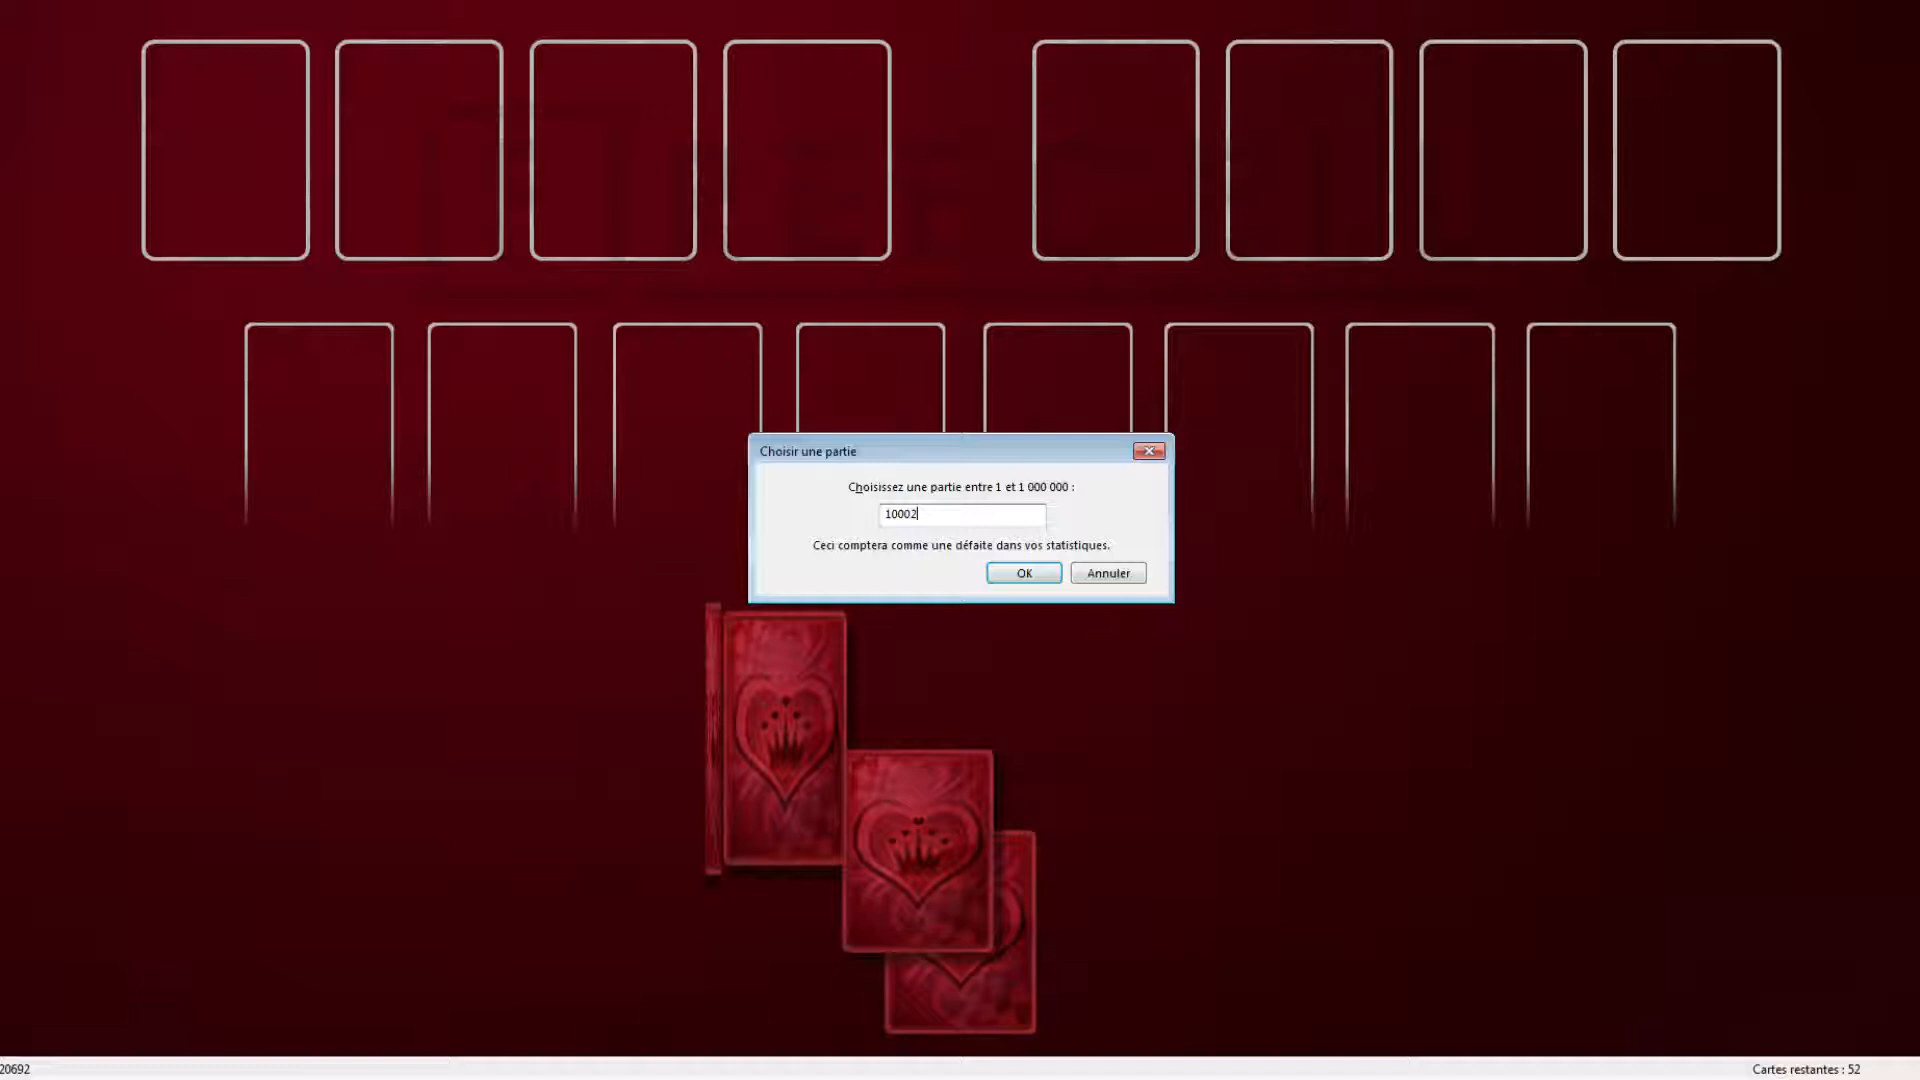 Choisir une partie
Choisissez une partie entre 1 et 1 000 000 :
10002
Ceci comptera comme une défaite dans vos statistiques.
OK Annuler
20692 Cartes restantes : 52